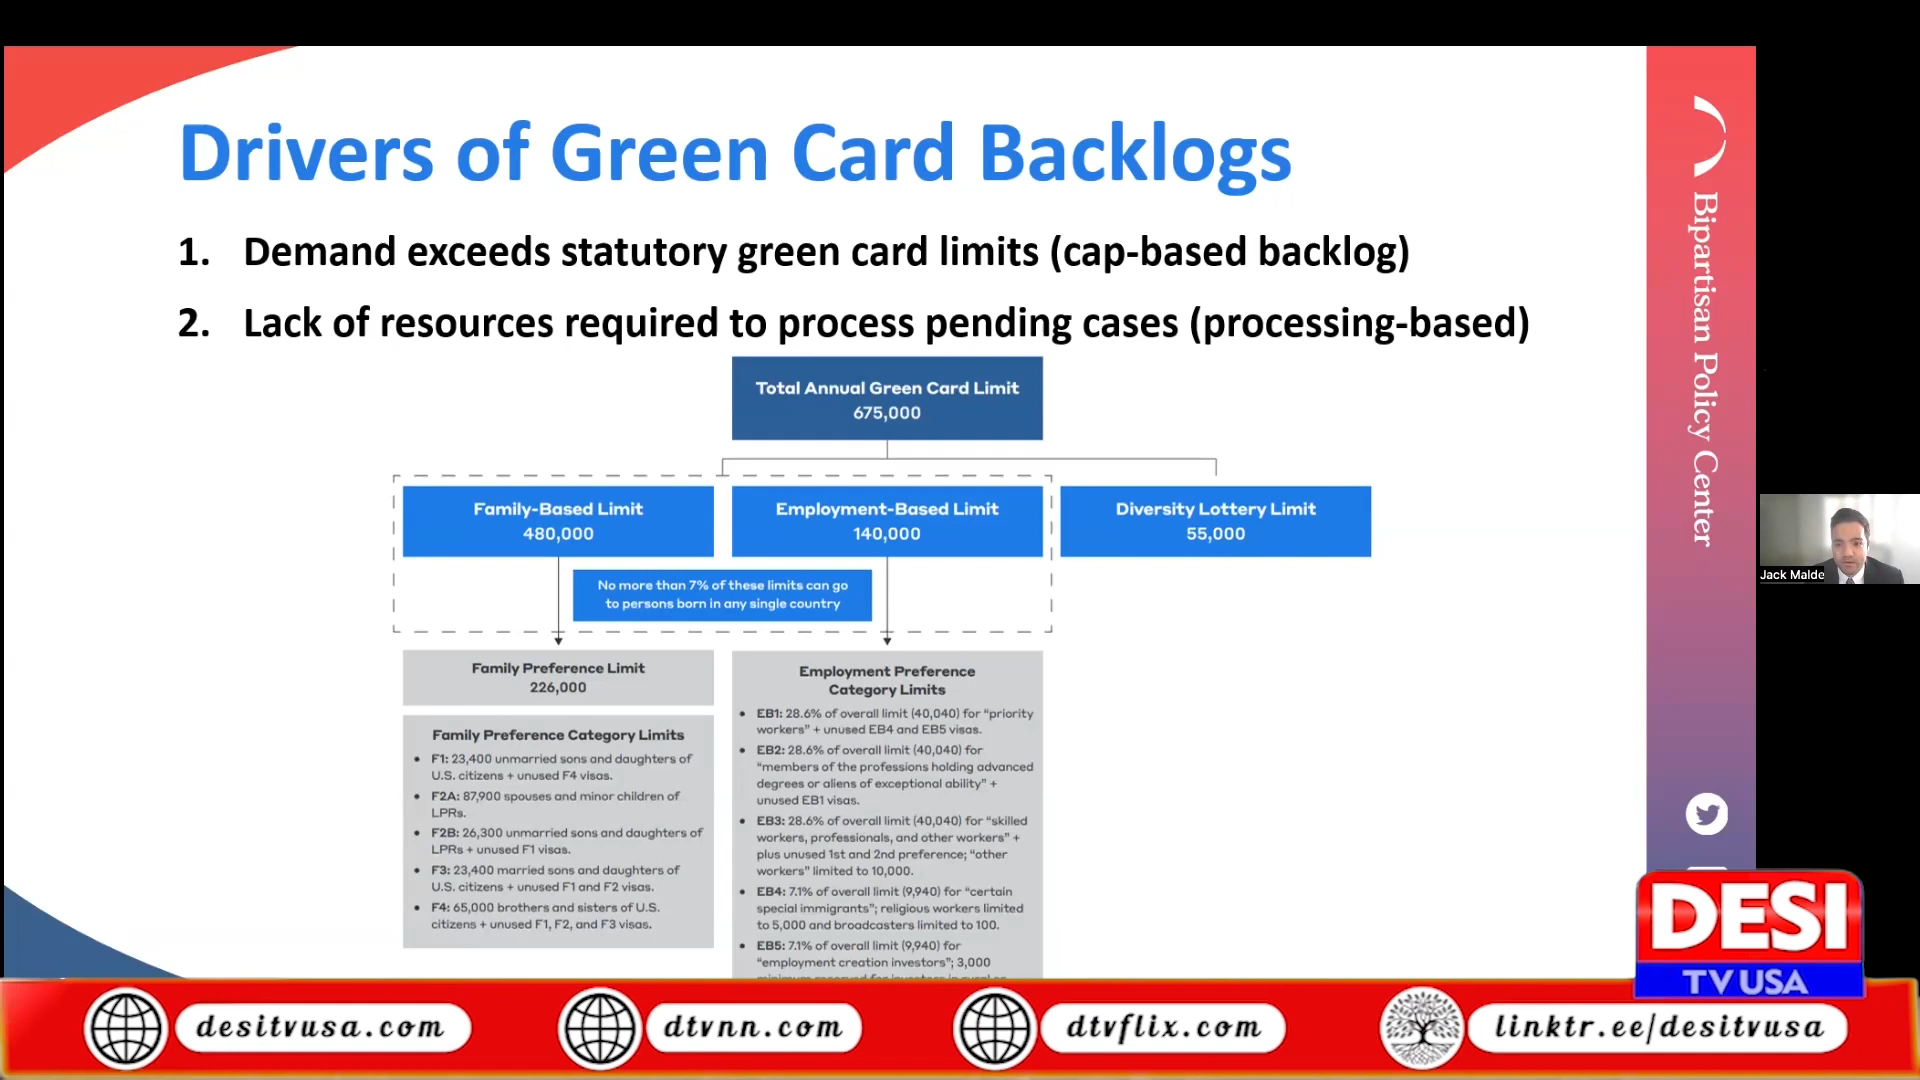 Drivers of Green Card Backlogs
1. Demand exceeds statutory green card limits (cap-based backlog)
2. Lack of resources required to process pending cases (processing-based)
Total Annual Green Card Limit
675,000
Family-Based Limit
480,000
Employment-Based Limit
140,000
Diversity Lottery Limit
55,000
No more than 7% of these limits can go
to persons born in any single country
Family Preference Limit
226,000
Family Preference Category Limits
• F1: 23,400 unmarried sons and daughters of
U.S. citizens + unused F4 visas.
• F2A: 87,900 spouses and minor children of
LPRs.
• F2B: 26,300 unmarried sons and daughters of
LPRs + unused F1 visas.
• F3: 23,400 married sons and daughters of
U.S. citizens + unused F1 and F2 visas.
• F4: 65,000 brothers and sisters of U.S.
citizens + unused F1, F2, and F3 visas.
Employment Preference
Category Limits
• EB1: 28.6% of overall limit (40,040) for “priority
workers” + unused EB4 and EB5 visas.
• EB2: 28.6% of overall limit (40,040) for
“members of the professions holding advanced
degrees or aliens of exceptional ability” +
unused EB1 visas.
• EB3: 28.6% of overall limit (40,040) for “skilled
workers, professionals, and other workers” +
plus unused 1st and 2nd preference; “other
workers” limited to 10,000.
• EB4: 7.1% of overall limit (9,940) for “certain
special immigrants”; religious workers limited
to 5,000 and broadcasters limited to 100.
• EB5: 7.1% of overall limit (9,940) for
“employment creation investors”; 3,000
Bipartisan Policy Center
Jack Malde
DESI
TV USA
desitvusa.com
dtvnn.com
dtvflix.com
linktr.ee/desitvusa